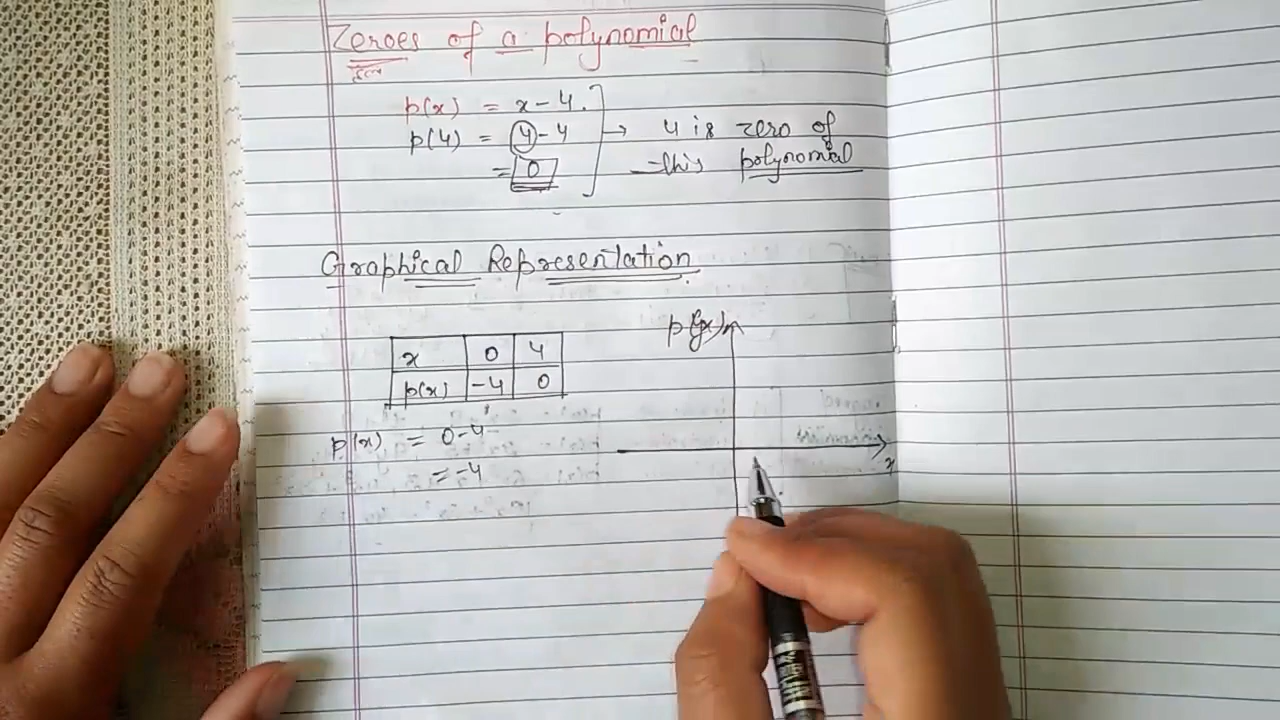 Zeroes of a polynomial
p(x) = x - 4.
p(4) = 4 - 4
= 0
→ 4 is zero of
this polynomial
Graphical Representation
x 0 4
p(x) -4 0
p(x) = 0-4
= -4
p(x)
x